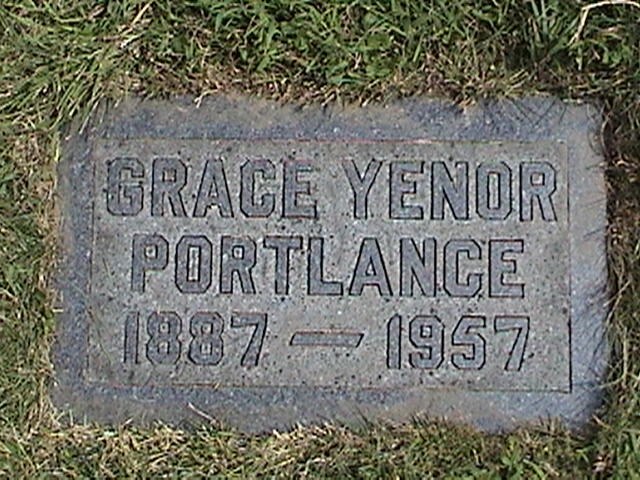 GRACE YENOR
PORTLANCE
1887 — 1957